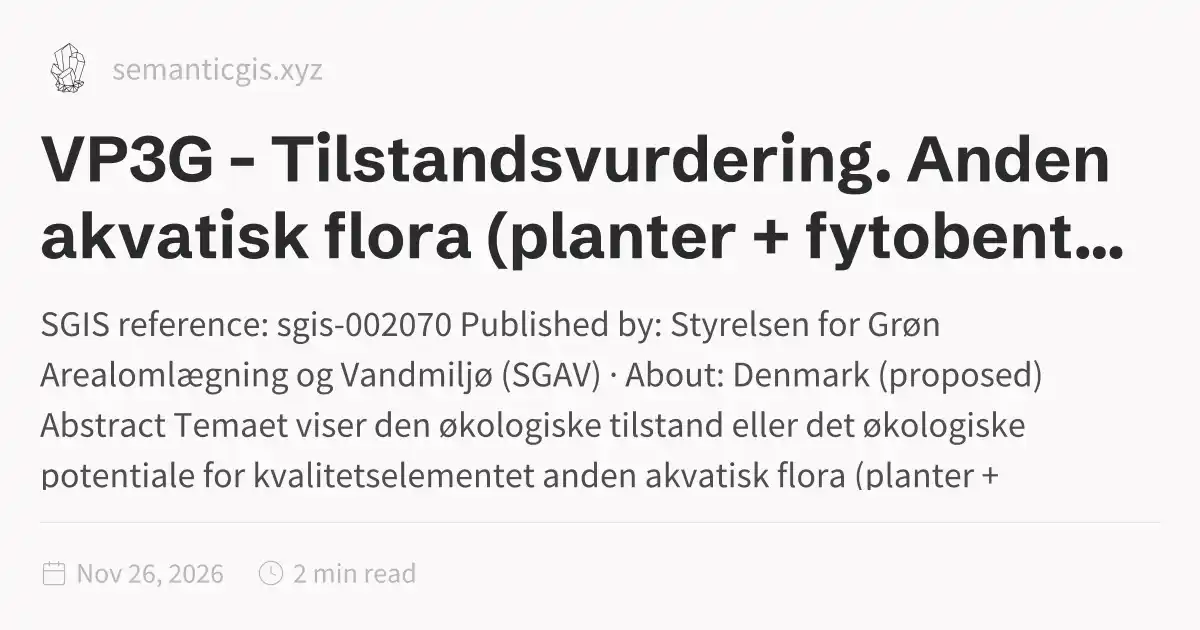 semanticgis.xyz
VP3G - Tilstandsvurdering. Anden
akvatisk flora (planter + fytobent...
SGIS reference: sgis-002070 Published by: Styrelsen for Grøn
Arealomlægning og Vandmiljø (SGAV) · About: Denmark (proposed)
Abstract Temaet viser den økologiske tilstand eller det økologiske
potentiale for kvalitetselementet anden akvatisk flora (planter +
Nov 26, 2026 2 min read